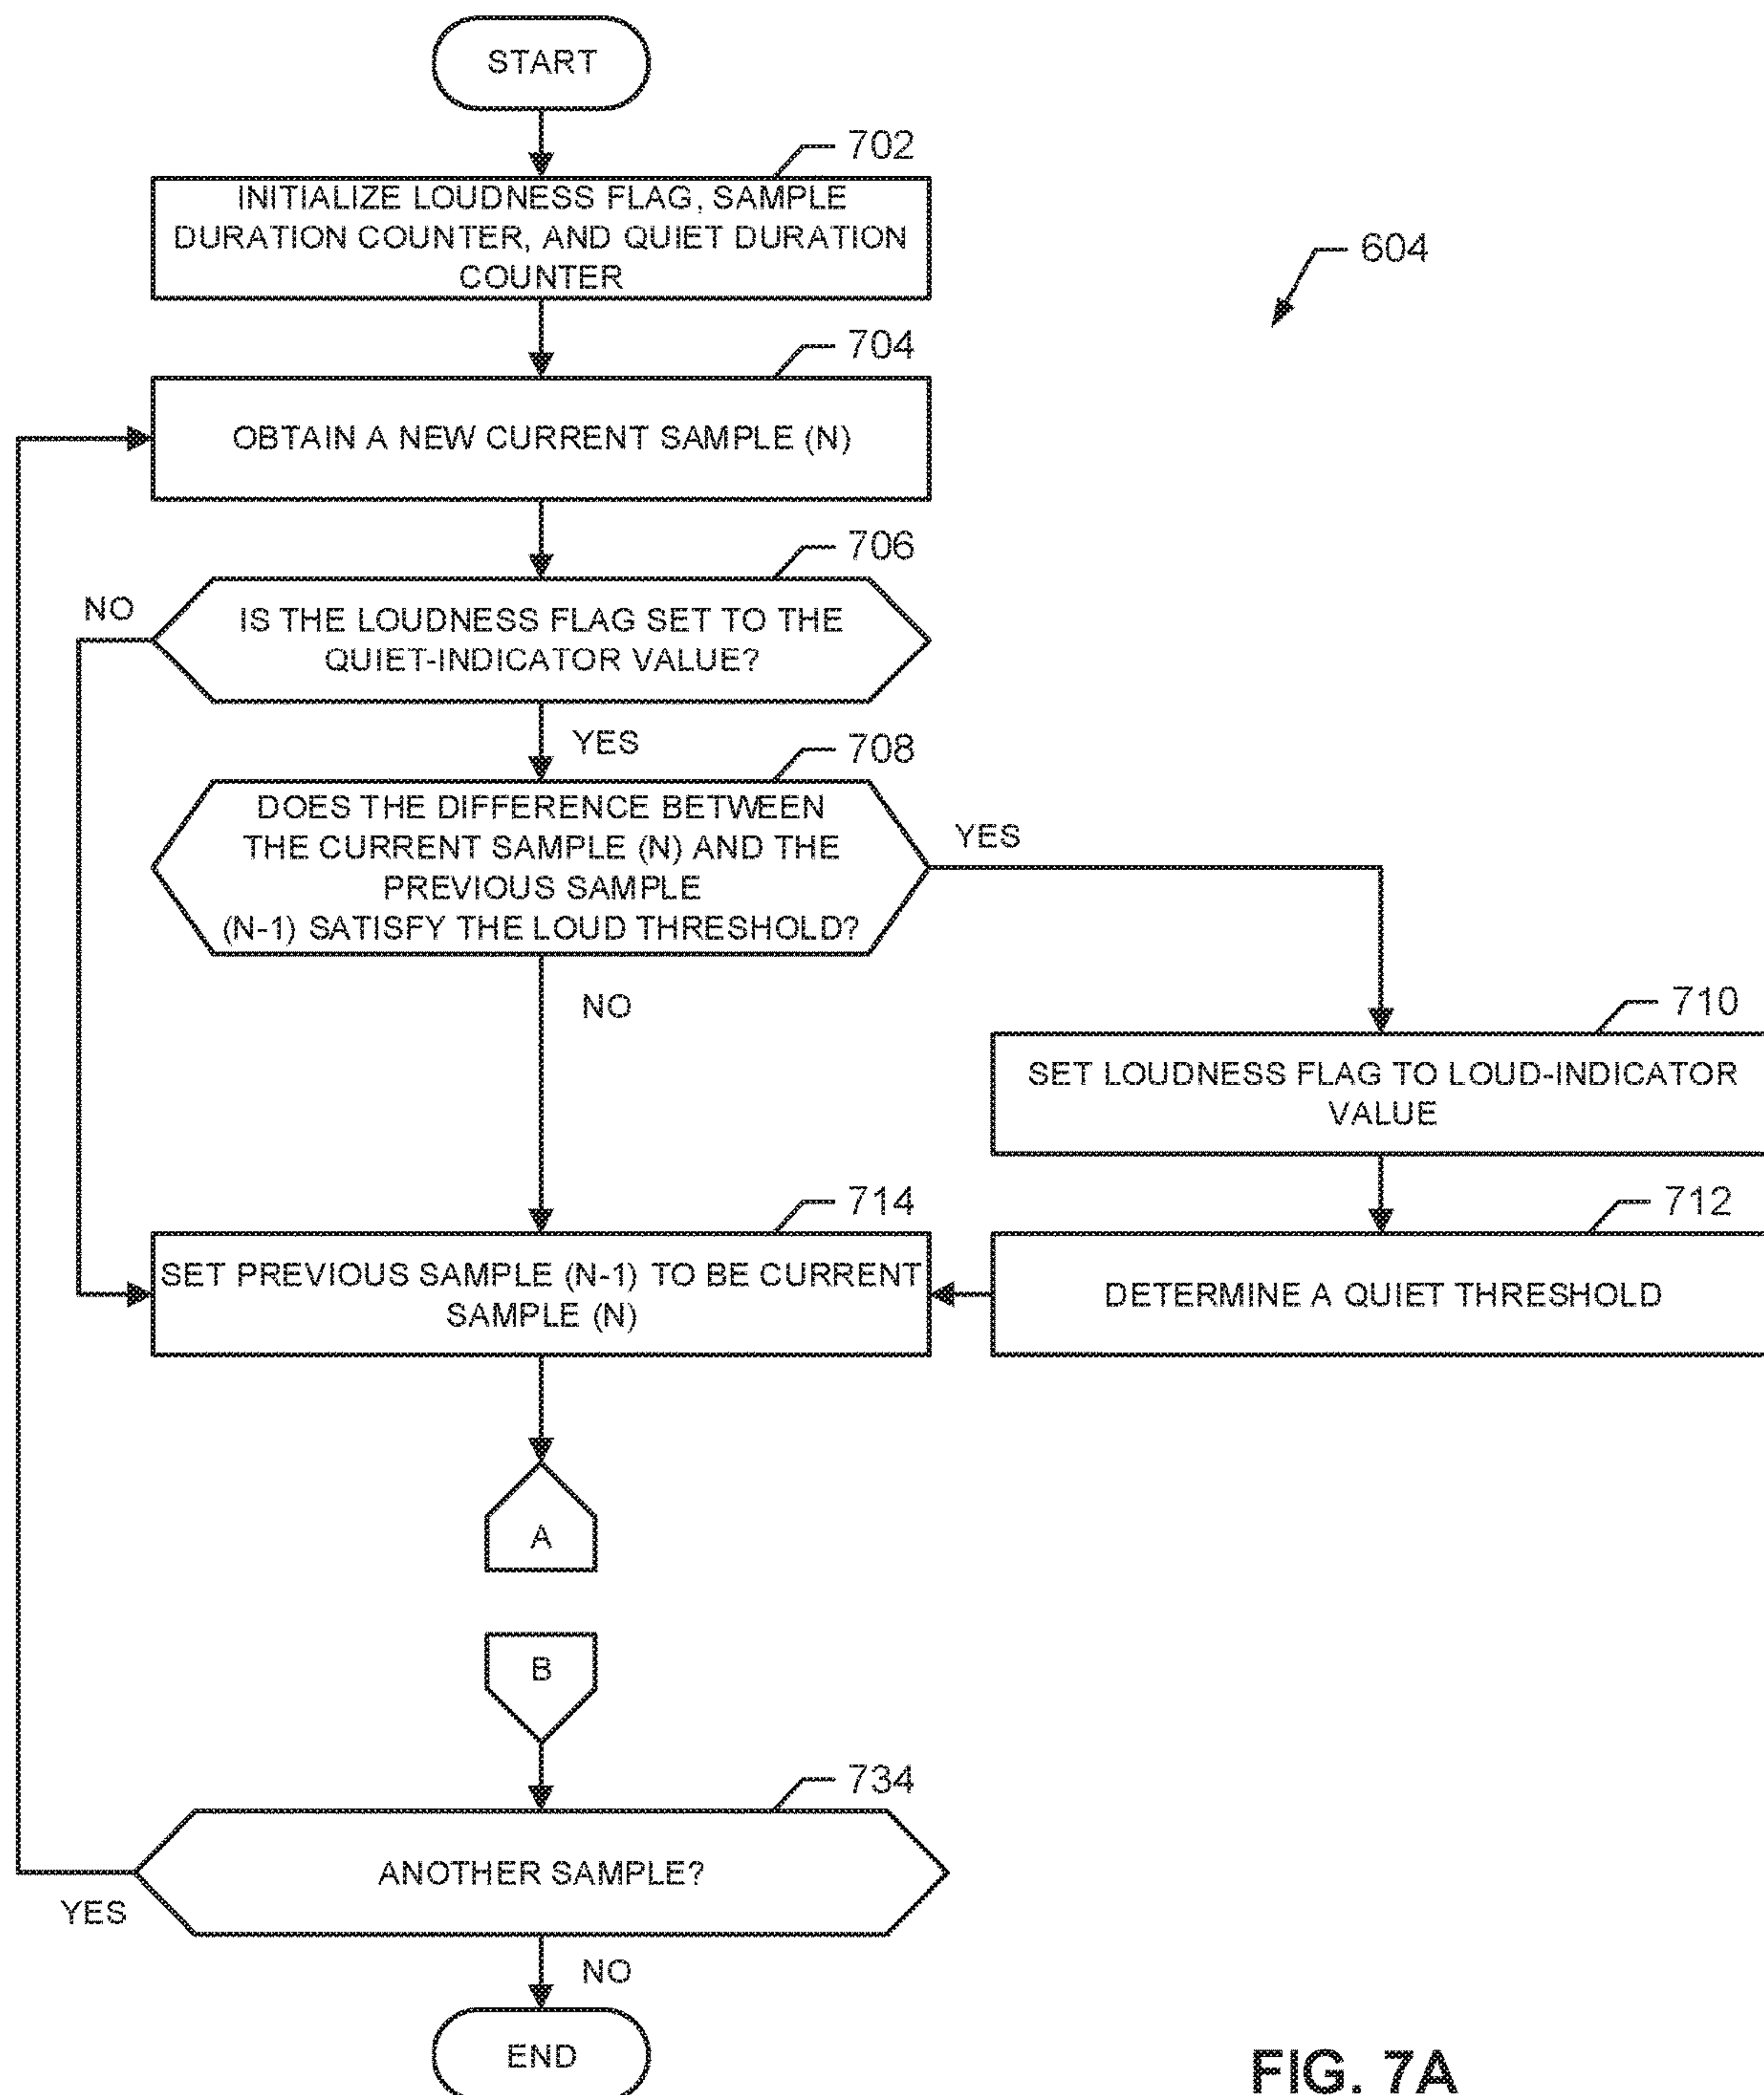 START
702
INITIALIZE LOUDNESS FLAG, SAMPLE
DURATION COUNTER, AND QUIET DURATION
COUNTER
604
704
OBTAIN A NEW CURRENT SAMPLE (N)
706
NO
IS THE LOUDNESS FLAG SET TO THE
QUIET-INDICATOR VALUE?
YES
708
DOES THE DIFFERENCE BETWEEN
THE CURRENT SAMPLE (N) AND THE
PREVIOUS SAMPLE
(N-1) SATISFY THE LOUD THRESHOLD?
YES
NO
710
SET LOUDNESS FLAG TO LOUD-INDICATOR
VALUE
714
712
SET PREVIOUS SAMPLE (N-1) TO BE CURRENT
SAMPLE (N)
DETERMINE A QUIET THRESHOLD
A
B
734
ANOTHER SAMPLE?
YES
NO
END
FIG. 7A